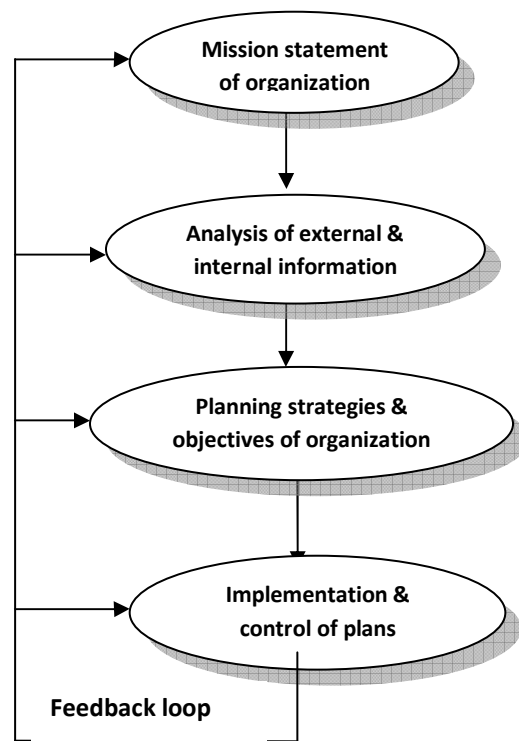 Mission statement
of organization
Analysis of external &
internal information
Planning strategies &
objectives of organization
Implementation &
control of plans
Feedback loop